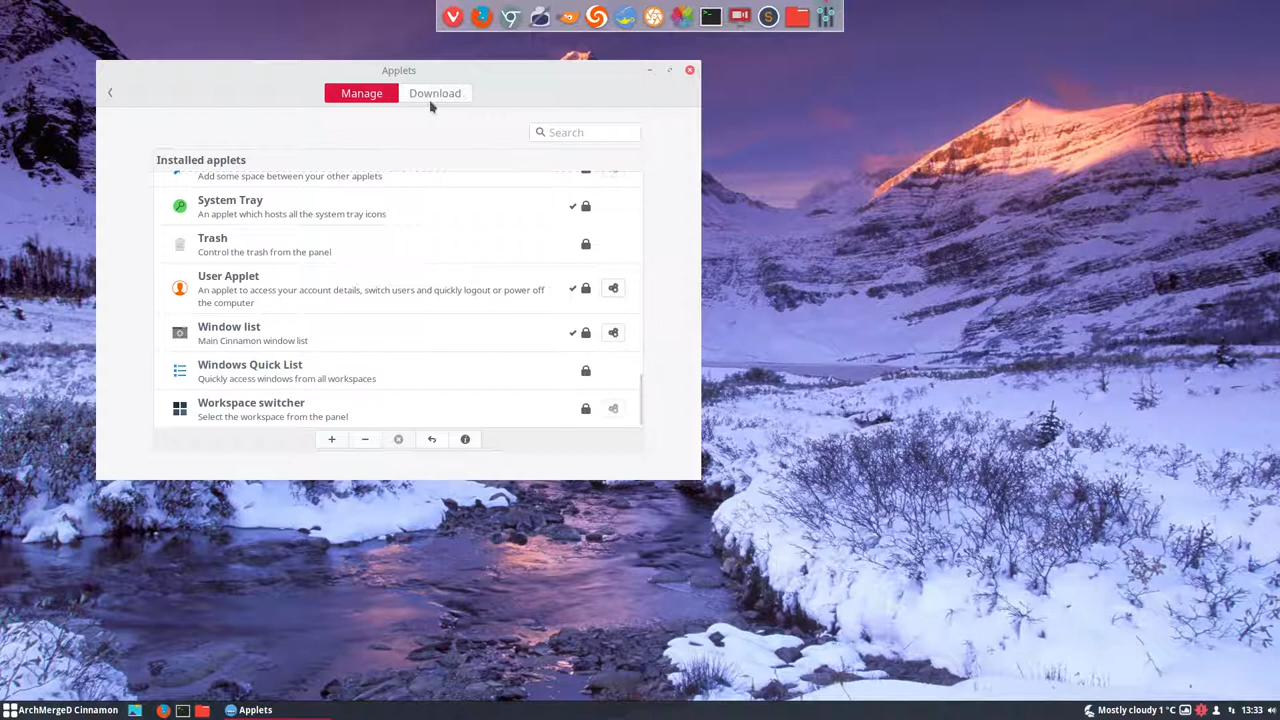 Applets
Manage
Download
Search
Installed applets
Add some space between your other applets
System Tray
An applet which hosts all the system tray icons
Trash
Control the trash from the panel
User Applet
An applet to access your account details, switch users and quickly logout or power off
the computer
Window list
Main Cinnamon window list
Windows Quick List
Quickly access windows from all workspaces
Workspace switcher
Select the workspace from the panel
ArchMergeD Cinnamon
Applets
Mostly cloudy 1 °C
13:33